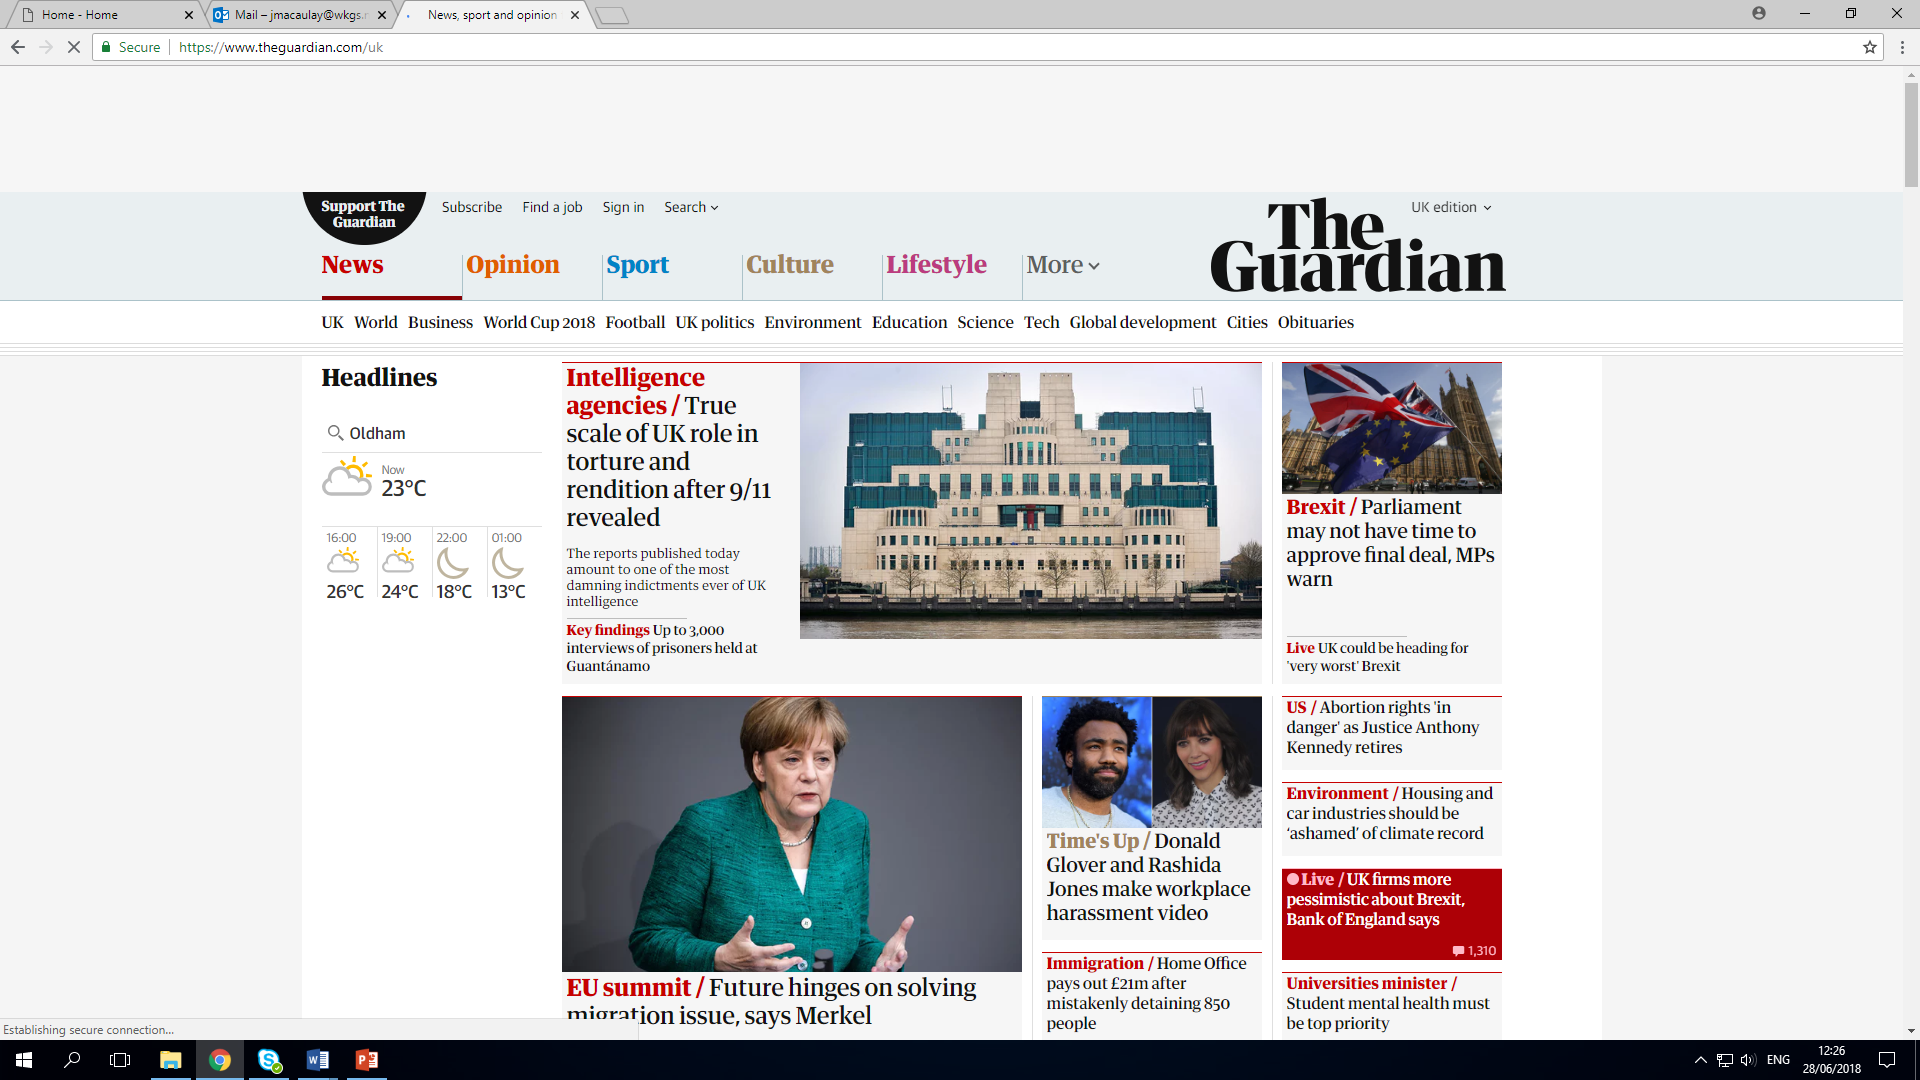 Home - Home
Mail – jmacaulay@wkgs.
News, sport and opinion
Secure
https://www.theguardian.com/uk
Support The
Guardian
Subscribe
Find a job
Sign in
Search
UK edition
The
Guardian
News
Opinion
Sport
Culture
Lifestyle
More
UK World Business World Cup 2018 Football UK politics Environment Education Science Tech Global development Cities Obituaries
Headlines
Oldham
Now
23°C
16:00 19:00 22:00 01:00
26°C 24°C 18°C 13°C
Intelligence
agencies / True
scale of UK role in
torture and
rendition after 9/11
revealed
The reports published today
amount to one of the most
damning indictments ever of UK
intelligence
Key findings Up to 3,000
interviews of prisoners held at
Guantánamo
Brexit / Parliament
may not have time to
approve final deal, MPs
warn
Live UK could be heading for
'very worst' Brexit
EU summit / Future hinges on solving
migration issue, says Merkel
Time's Up / Donald
Glover and Rashida
Jones make workplace
harassment video
Immigration / Home Office
pays out £21m after
mistakenly detaining 850
people
US / Abortion rights 'in
danger' as Justice Anthony
Kennedy retires
Environment / Housing and
car industries should be
‘ashamed’ of climate record
Live / UK firms more
pessimistic about Brexit,
Bank of England says
1,310
Universities minister /
Student mental health must
be top priority
Establishing secure connection...
ENG
12:26
28/06/2018